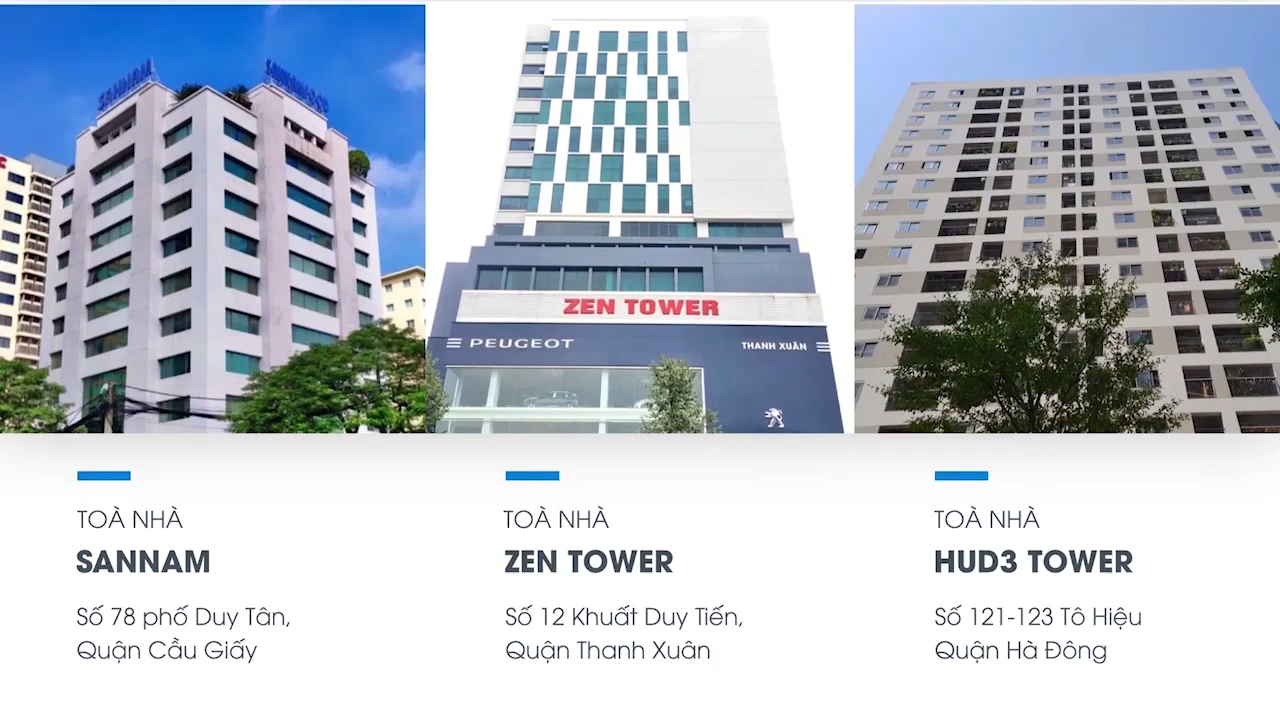 SANNAM
ZEN TOWER
PEUGEOT
THANH XUÂN
TOÀ NHÀ
SANNAM
Số 78 phố Duy Tân,
Quận Cầu Giấy
TOÀ NHÀ
ZEN TOWER
Số 12 Khuất Duy Tiến,
Quận Thanh Xuân
TOÀ NHÀ
HUD3 TOWER
Số 121-123 Tô Hiệu
Quận Hà Đông